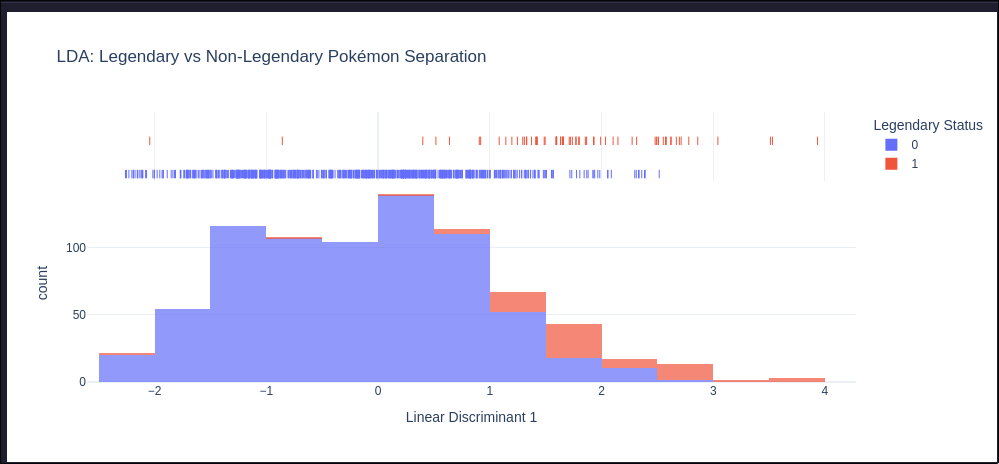 LDA: Legendary vs Non-Legendary Pokémon Separation
Legendary Status
0
1
100
50
0
count
−2 −1 0 1 2 3 4
Linear Discriminant 1